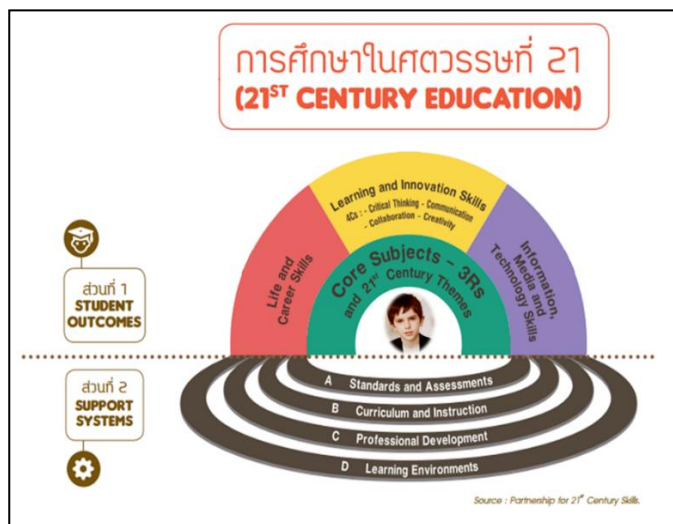 การศึกษาในศตวรรษที่ 21
(21ST CENTURY EDUCATION)
Learning and Innovation Skills
4Cs : - Critical Thinking - Communication
- Collaboration - Creativity
Life and
Career Skills
Core Subjects – 3Rs
and 21st Century Themes
Information,
Media and
Technology Skills
ส่วนที่ 1
STUDENT
OUTCOMES
ส่วนที่ 2
SUPPORT
SYSTEMS
A Standards and Assessments
B Curriculum and Instruction
C Professional Development
D Learning Environments
Source : Partnership for 21st Century Skills.